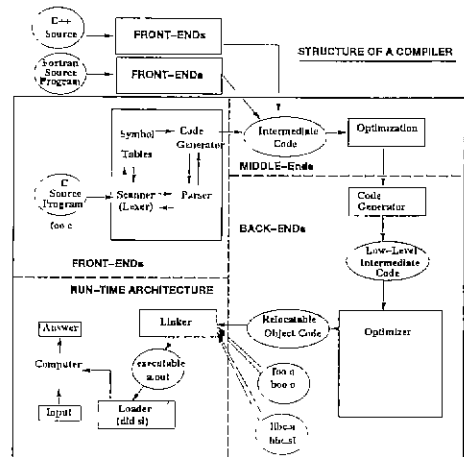 C++
Source
FRONT-ENDs
STRUCTURE OF A COMPILER
Fortran
Source
Program
FRONT-ENDs
Symbol
Tables
Code
Generator
Intermediate
Code
Optimization
MIDDLE-Ends
C
Source
Program
(foo c
Scanner
(Lexer)
Parser
Code
Generator
BACK-ENDs
Low-Level
Intermediate
Code
FRONT-ENDs
RUN-TIME ARCHITECTURE
Linker
Relocatable
Object Code
Optimizer
Answer
executable
a.out
foo o
boo o
Computer
Input
Loader
(dld sl)